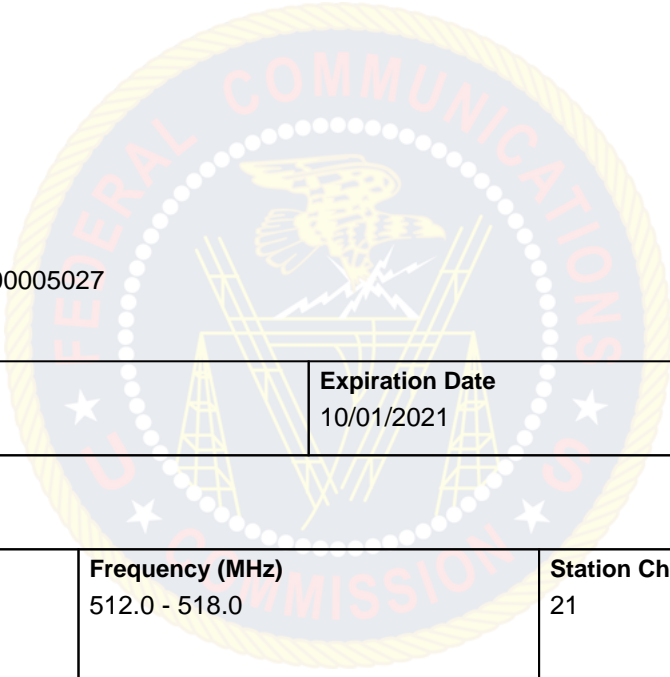 FEDERAL COMMUNICATIONS
COMMISSION
U S
00005027
Expiration Date
10/01/2021
Frequency (MHz)
512.0 - 518.0
Station Ch
21